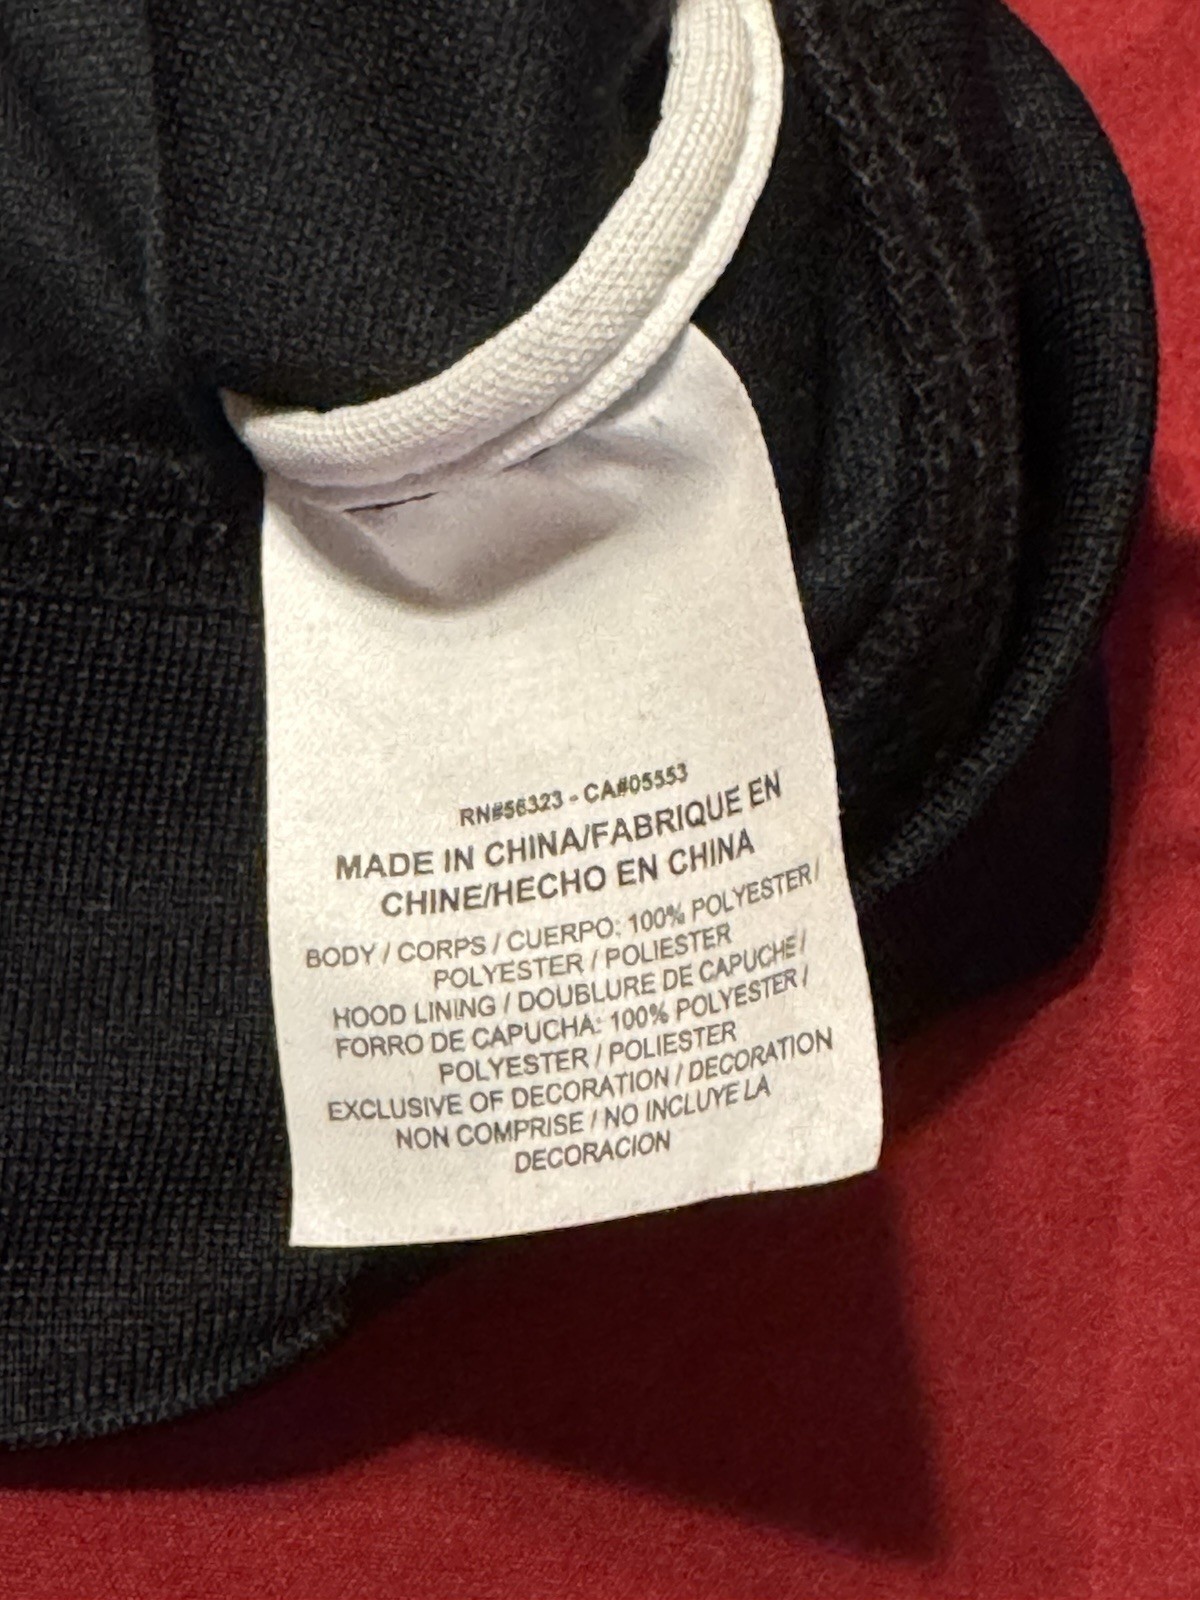 RN#56323 - CA#05553
MADE IN CHINA/FABRIQUE EN
CHINE/HECHO EN CHINA
BODY / CORPS / CUERPO: 100% POLYESTER /
POLYESTER / POLIESTER
HOOD LINING / DOUBLURE DE CAPUCHE /
FORRO DE CAPUCHA: 100% POLYESTER /
POLYESTER / POLIESTER
EXCLUSIVE OF DECORATION / DECORATION
NON COMPRISE / NO INCLUYE LA
DECORACION